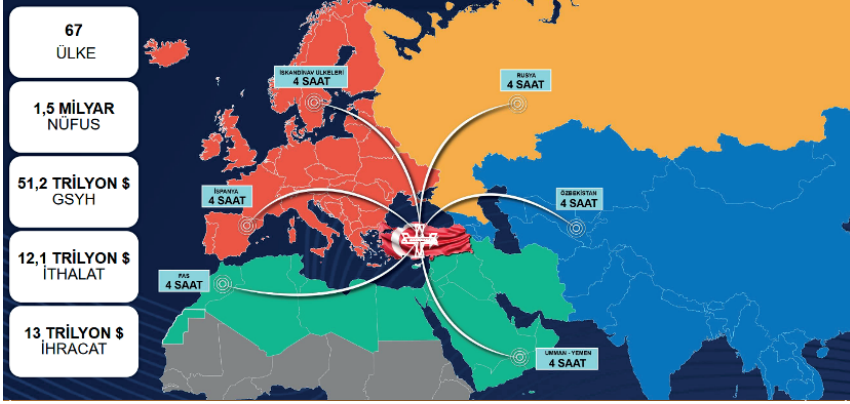 67
ÜLKE
1,5 MİLYAR
NÜFUS
51,2 TRİLYON $
GSYH
12,1 TRİLYON $
İTHALAT
13 TRİLYON $
İHRACAT
İSKANDİNAV ÜLKELERİ
4 SAAT
RUSYA
4 SAAT
İSPANYA
4 SAAT
ÖZBEKİSTAN
4 SAAT
FAS
4 SAAT
UMMAN - YEMEN
4 SAAT